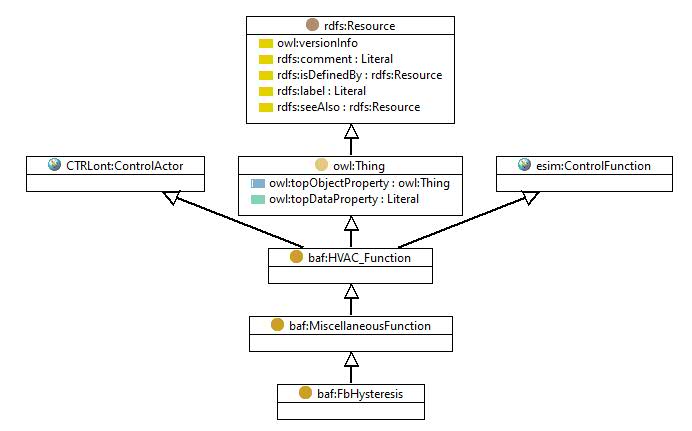 rdfs:Resource
owl:versionInfo
rdfs:comment : Literal
rdfs:isDefinedBy : rdfs:Resource
rdfs:label : Literal
rdfs:seeAlso : rdfs:Resource
CTRLont:ControlActor
owl:Thing
esim:ControlFunction
owl:topObjectProperty : owl:Thing
owl:topDataProperty : Literal
baf:HVAC_Function
baf:MiscellaneousFunction
baf:FbHysteresis